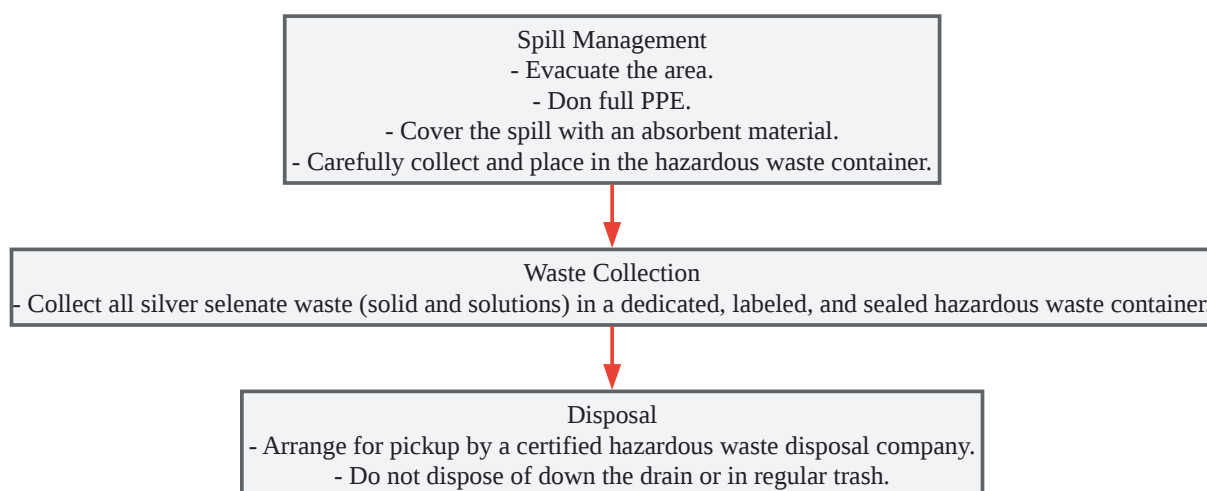 Spill Management
- Evacuate the area.
- Don full PPE.
- Cover the spill with an absorbent material.
- Carefully collect and place in the hazardous waste container.
Waste Collection
- Collect all silver selenate waste (solid and solutions) in a dedicated, labeled, and sealed hazardous waste container.
Disposal
- Arrange for pickup by a certified hazardous waste disposal company.
- Do not dispose of down the drain or in regular trash.